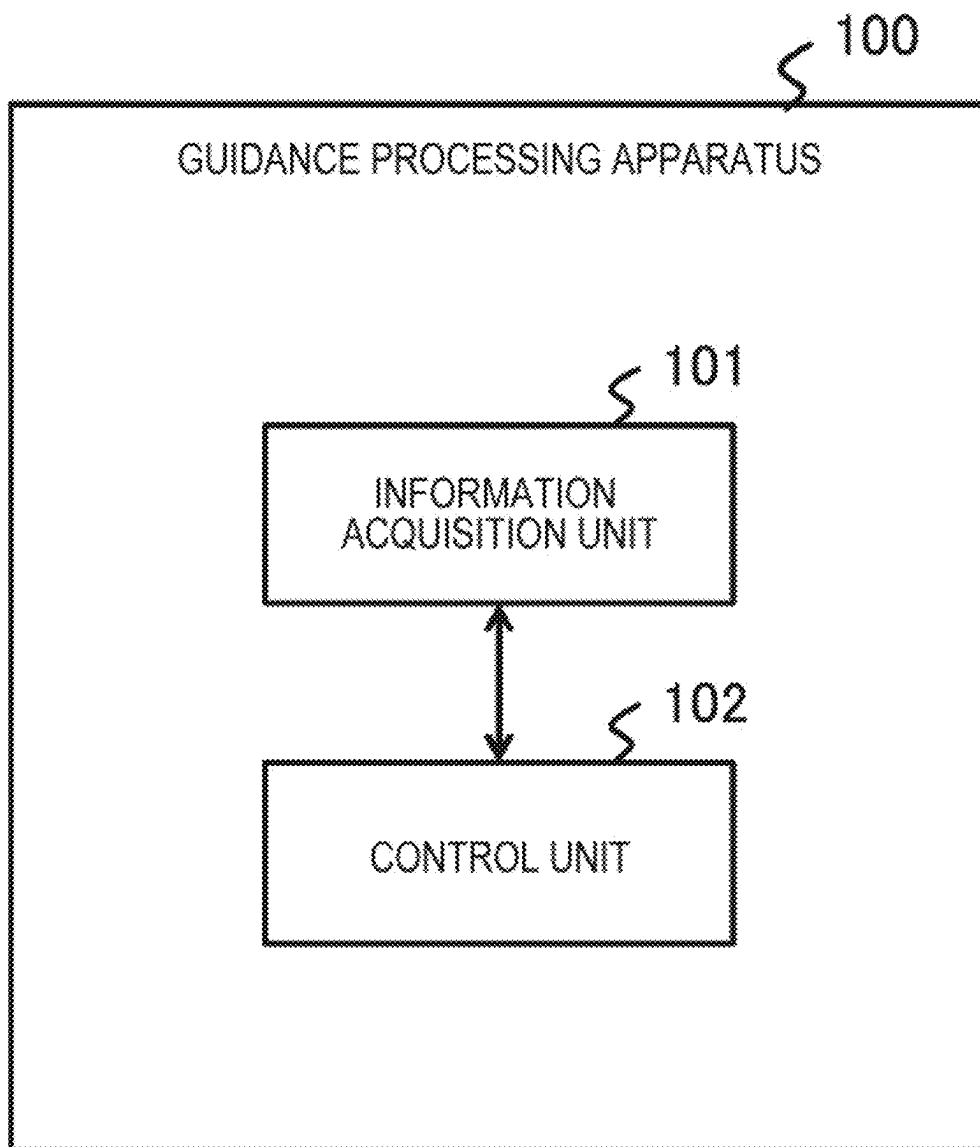 100
GUIDANCE PROCESSING APPARATUS
101
INFORMATION
ACQUISITION UNIT
102
CONTROL UNIT